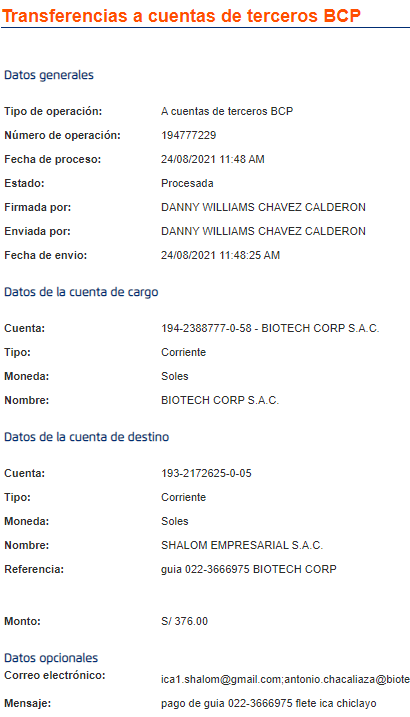 Transferencias a cuentas de terceros BCP
Datos generales
Tipo de operación: A cuentas de terceros BCP
Número de operación: 194777229
Fecha de proceso: 24/08/2021 11:48 AM
Estado: Procesada
Firmada por: DANNY WILLIAMS CHAVEZ CALDERON
Enviada por: DANNY WILLIAMS CHAVEZ CALDERON
Fecha de envío: 24/08/2021 11:48:25 AM
Datos de la cuenta de cargo
Cuenta: 194-2388777-0-58 - BIOTECH CORP S.A.C.
Tipo: Corriente
Moneda: Soles
Nombre: BIOTECH CORP S.A.C.
Datos de la cuenta de destino
Cuenta: 193-2172625-0-05
Tipo: Corriente
Moneda: Soles
Nombre: SHALOM EMPRESARIAL S.A.C.
Referencia: guia 022-3666975 BIOTECH CORP
Monto: S/ 376.00
Datos opcionales
Correo electrónico: ica1.shalom@gmail.com;antonio.chacaliaza@biote
Mensaje: pago de guia 022-3666975 flete ica chiclayo